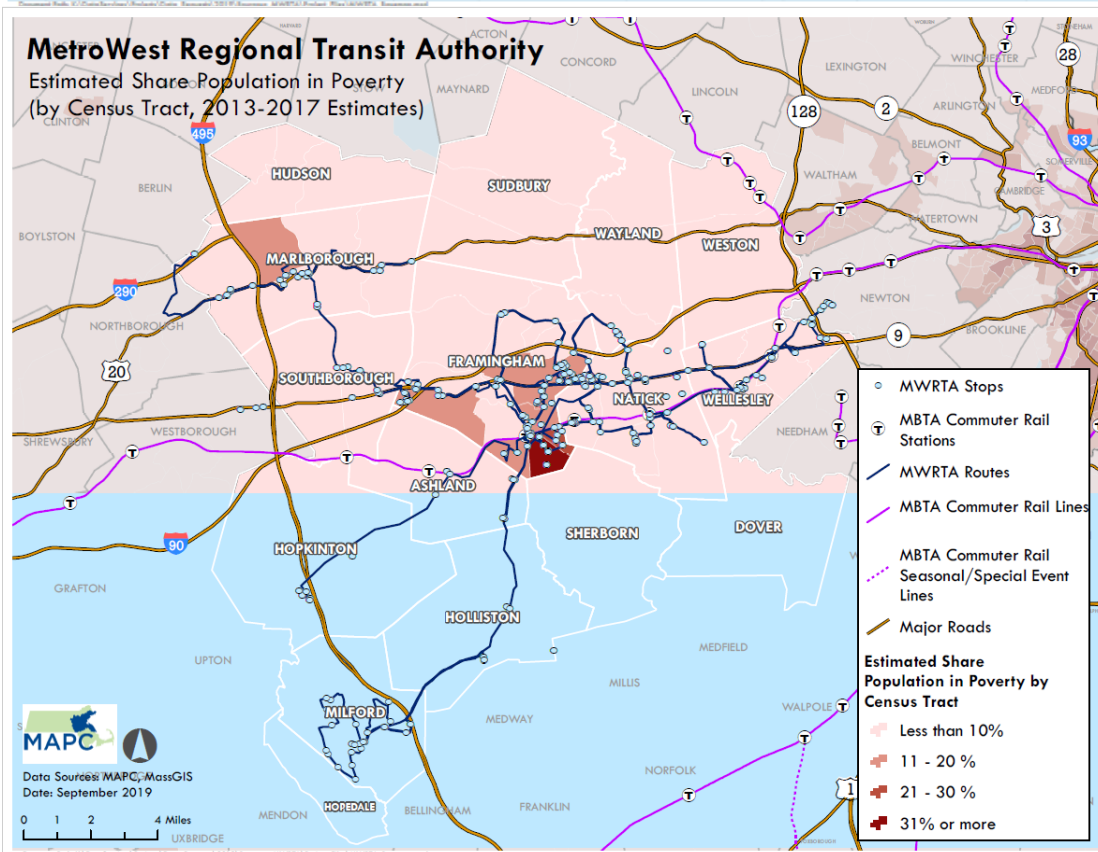 MetroWest Regional Transit Authority
Estimated Share Population in Poverty
(by Census Tract, 2013-2017 Estimates)
ACTON
CONCORD
LINCOLN
LEXINGTON
WINCHESTER
28
STOW
MAYNARD
128
2
ARLINGTON
MEDFORD
CLINTON
495
93
BELMONT
SOMERVILLE
HUDSON
WALTHAM
BERLIN
SUDBURY
CAMBRIDGE
WATERTOWN
3
BOYLSTON
WAYLAND
WESTON
MARLBOROUGH
290
NEWTON
NORTHBOROUGH
BROOKLINE
9
20
FRAMINGHAM
SOUTHBOROUGH
NATICK
WELLESLEY
SHREWSBURY
WESTBOROUGH
NEEDHAM
ASHLAND
SHERBORN
DOVER
90
HOPKINTON
GRAFTON
HOLLISTON
UPTON
MEDFIELD
MILLIS
WALPOLE
MILFORD
MEDWAY
NORFOLK
HOPEDALE
MENDON
BELLINGHAM
FRANKLIN
UXBRIDGE
1
MWRTA Stops
T MBTA Commuter Rail
Stations
MWRTA Routes
MBTA Commuter Rail Lines
MBTA Commuter Rail
Seasonal/Special Event
Lines
Major Roads
Estimated Share
Population in Poverty by
Census Tract
Less than 10%
11 - 20 %
21 - 30 %
31% or more
MAPC
Data Sources: MAPC, MassGIS
Date: September 2019
0 1 2 4 Miles